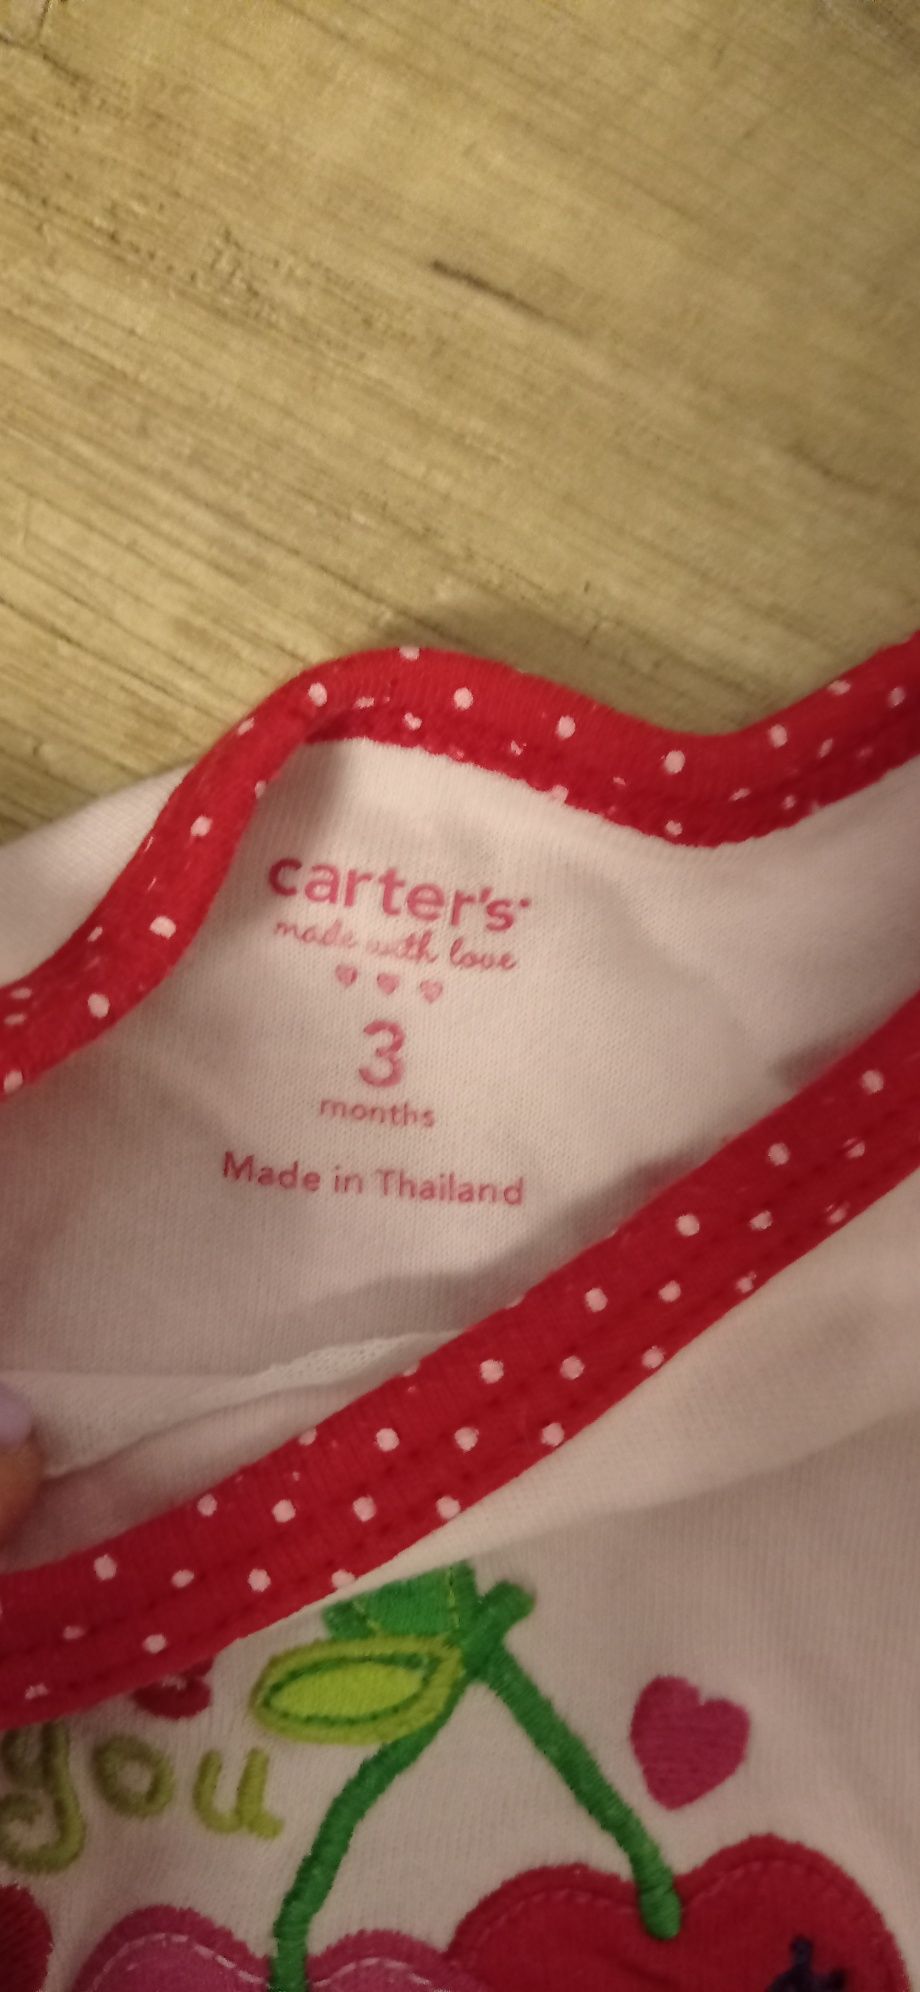 carter's
made with love
3
months
Made in Thailand
you